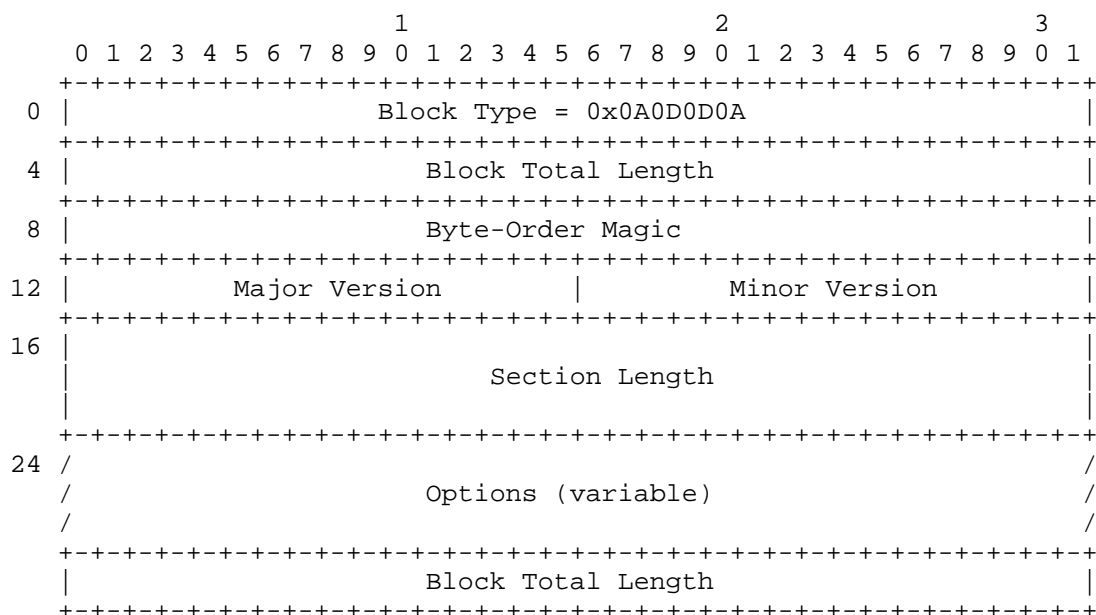 1                   2                   3
    0 1 2 3 4 5 6 7 8 9 0 1 2 3 4 5 6 7 8 9 0 1 2 3 4 5 6 7 8 9 0 1
   +-+-+-+-+-+-+-+-+-+-+-+-+-+-+-+-+-+-+-+-+-+-+-+-+-+-+-+-+-+-+-+-+
 0 |                   Block Type = 0x0A0D0D0A                     |
   +-+-+-+-+-+-+-+-+-+-+-+-+-+-+-+-+-+-+-+-+-+-+-+-+-+-+-+-+-+-+-+-+
 4 |                      Block Total Length                       |
   +-+-+-+-+-+-+-+-+-+-+-+-+-+-+-+-+-+-+-+-+-+-+-+-+-+-+-+-+-+-+-+-+
 8 |                      Byte-Order Magic                         |
   +-+-+-+-+-+-+-+-+-+-+-+-+-+-+-+-+-+-+-+-+-+-+-+-+-+-+-+-+-+-+-+-+
12 |          Major Version        |         Minor Version         |
   +-+-+-+-+-+-+-+-+-+-+-+-+-+-+-+-+-+-+-+-+-+-+-+-+-+-+-+-+-+-+-+-+
16 |                                                               |
   |                          Section Length                       |
   |                                                               |
   +-+-+-+-+-+-+-+-+-+-+-+-+-+-+-+-+-+-+-+-+-+-+-+-+-+-+-+-+-+-+-+-+
24 /                                                               /
   /                      Options (variable)                       /
   /                                                               /
   +-+-+-+-+-+-+-+-+-+-+-+-+-+-+-+-+-+-+-+-+-+-+-+-+-+-+-+-+-+-+-+-+
   |                      Block Total Length                       |
   +-+-+-+-+-+-+-+-+-+-+-+-+-+-+-+-+-+-+-+-+-+-+-+-+-+-+-+-+-+-+-+-+